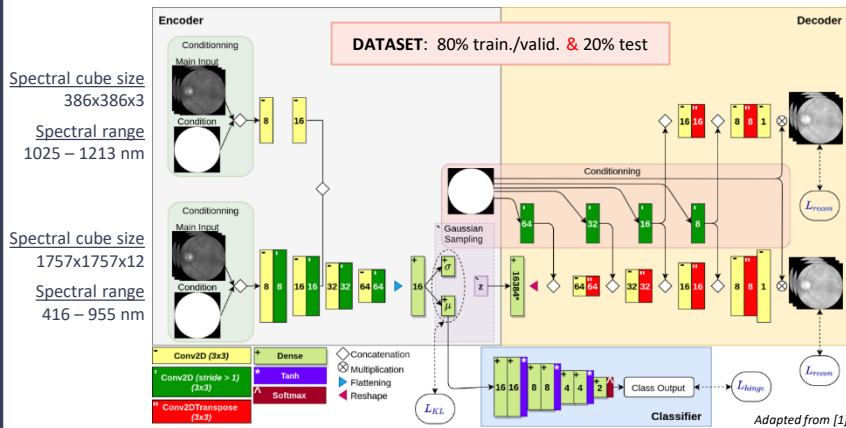 Encoder
Decoder
DATASET: 80% train./valid. & 20% test
Conditionning
Main Input
Condition
Spectral cube size
386x386x3
Spectral range
1025 – 1213 nm
- 8
- 16
16 " 16
8 " 8 - 1
L_recon
Conditionning
' 64
' 32
' 16
' 8
Spectral cube size
1757x1757x12
Spectral range
416 – 955 nm
Conditionning
Main Input
Condition
- 8 ' 8
- 16 ' 16
- 32 ' 32
- 64 ' 64
+ 16
` Gaussian
Sampling
+ σ
+ μ
` z
+ 16384*
- 64 " 64
- 32 " 32
- 16 " 16
- 8 " 8 - 1
L_recon
- Conv2D (3x3)
' Conv2D (stride > 1)
(3x3)
" Conv2DTranspose
(3x3)
+ Dense
* Tanh
^ Softmax
Concatenation
Multiplication
Flattening
Reshape
L_KL
+ 16 + 16 *
+ 8 + 8 *
+ 4 + 4 *
+ 2 ^
Class Output
L_hinge
Classifier
Adapted from [1]